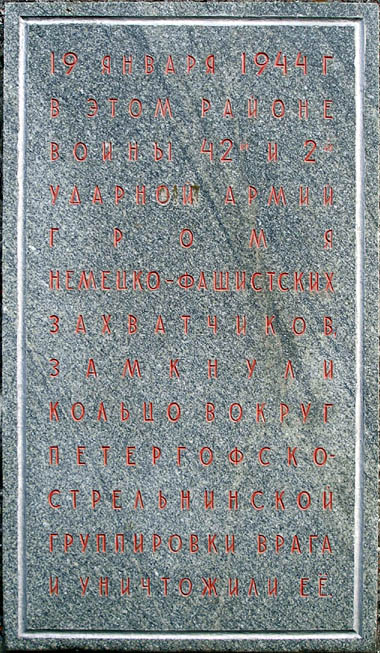 19 ЯНВАРЯ 1944 Г
В ЭТОМ РАЙОНЕ
ВОИНЫ 42ой И 2ой
УДАРНОЙ АРМИЙ
ГРОМЯ
НЕМЕЦКО-ФАШИСТСКИХ
ЗАХВАТЧИКОВ,
ЗАМКНУЛИ
КОЛЬЦО ВОКРУГ
ПЕТЕРГОФСКО-
СТРЕЛЬНИНСКОЙ
ГРУППИРОВКИ ВРАГА
И УНИЧТОЖИЛИ ЕЁ.